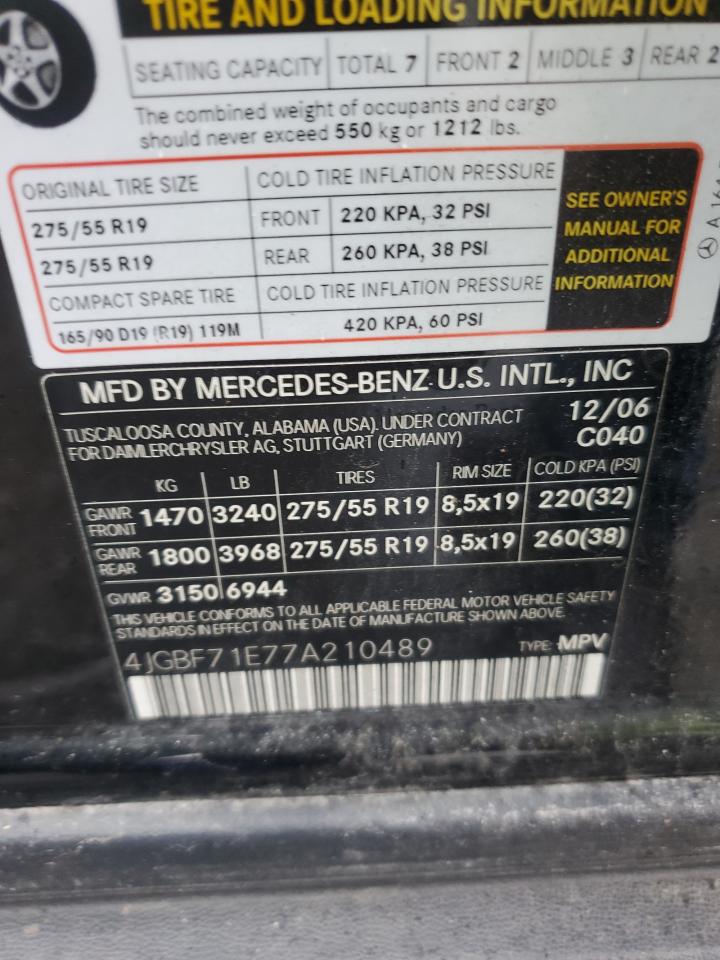 TIRE AND LOADING INFORMATION
SEATING CAPACITY TOTAL 7 FRONT 2 MIDDLE 3 REAR 2
The combined weight of occupants and cargo
should never exceed 550 kg or 1212 lbs.
ORIGINAL TIRE SIZE COLD TIRE INFLATION PRESSURE
275/55 R19 FRONT 220 KPA, 32 PSI
275/55 R19 REAR 260 KPA, 38 PSI
COMPACT SPARE TIRE COLD TIRE INFLATION PRESSURE
165/90 D19 (R19) 119M 420 KPA, 60 PSI
SEE OWNER'S
MANUAL FOR
ADDITIONAL
INFORMATION
MFD BY MERCEDES-BENZ U.S. INTL., INC
TUSCALOOSA COUNTY, ALABAMA (USA). UNDER CONTRACT 12/06
FOR DAIMLERCHRYSLER AG, STUTTGART (GERMANY) C040
KG LB TIRES RIM SIZE COLD KPA (PSI)
GAWR FRONT 1470 3240 275/55 R19 8,5x19 220(32)
GAWR REAR 1800 3968 275/55 R19 8,5x19 260(38)
GVWR 3150 6944
THIS VEHICLE CONFORMS TO ALL APPLICABLE FEDERAL MOTOR VEHICLE SAFETY
STANDARDS IN EFFECT ON THE DATE OF MANUFACTURE SHOWN ABOVE.
4JGBF71E77A210489 TYPE: MPV